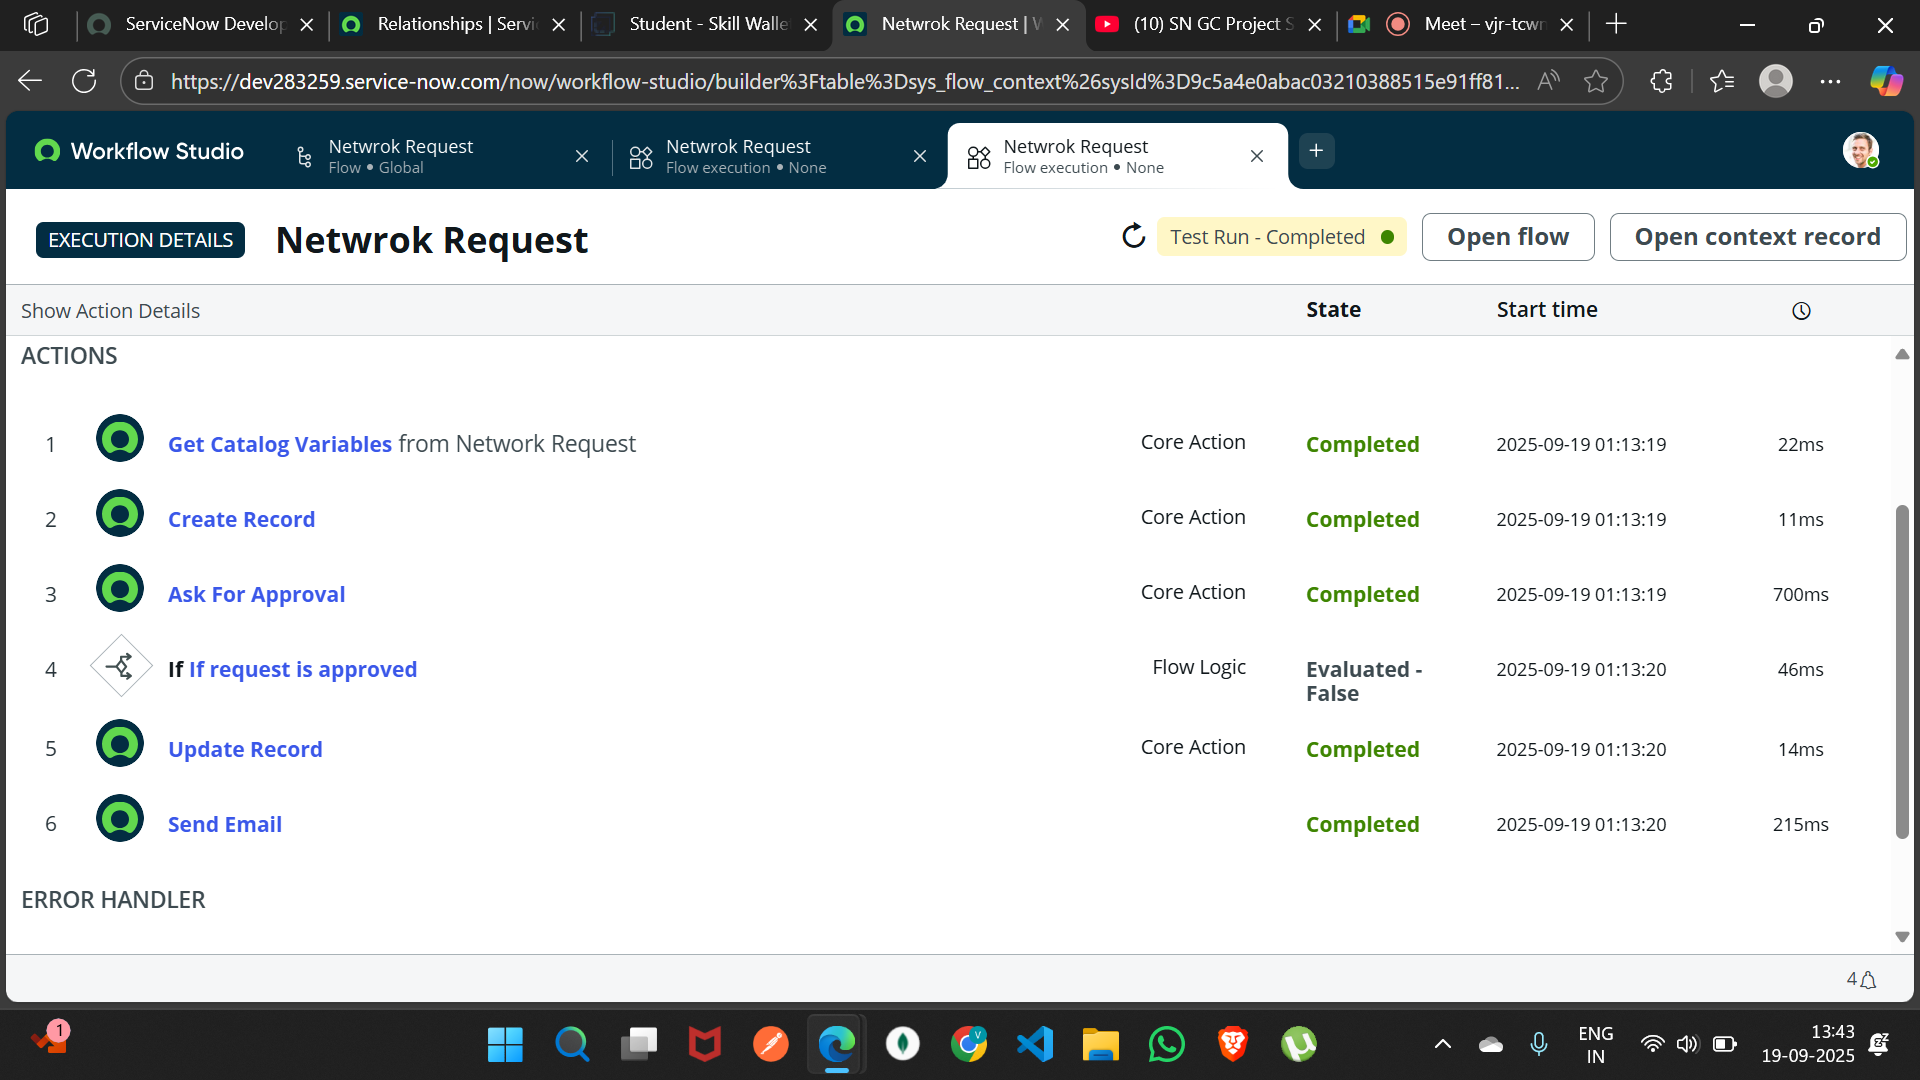 ServiceNow Develop
Relationships | Servi
Student - Skill Walle
Netwrok Request | W
(10) SN GC Project S
Meet – vjr-tcwn
https://dev283259.service-now.com/now/workflow-studio/builder%3Ftable%3Dsys_flow_context%26sysId%3D9c5a4e0abac03210388515e91ff81...
Workflow Studio
Netwrok Request
Flow • Global
Netwrok Request
Flow execution • None
Netwrok Request
Flow execution • None
EXECUTION DETAILS
Netwrok Request
Test Run - Completed
Open flow
Open context record
Show Action Details
State
Start time
ACTIONS
1 Get Catalog Variables from Network Request Core Action Completed 2025-09-19 01:13:19 22ms
2 Create Record Core Action Completed 2025-09-19 01:13:19 11ms
3 Ask For Approval Core Action Completed 2025-09-19 01:13:19 700ms
4 If If request is approved Flow Logic Evaluated - 2025-09-19 01:13:20 46ms
False
5 Update Record Core Action Completed 2025-09-19 01:13:20 14ms
6 Send Email Completed 2025-09-19 01:13:20 215ms
ERROR HANDLER
4
1
V
ENG
IN
13:43
19-09-2025